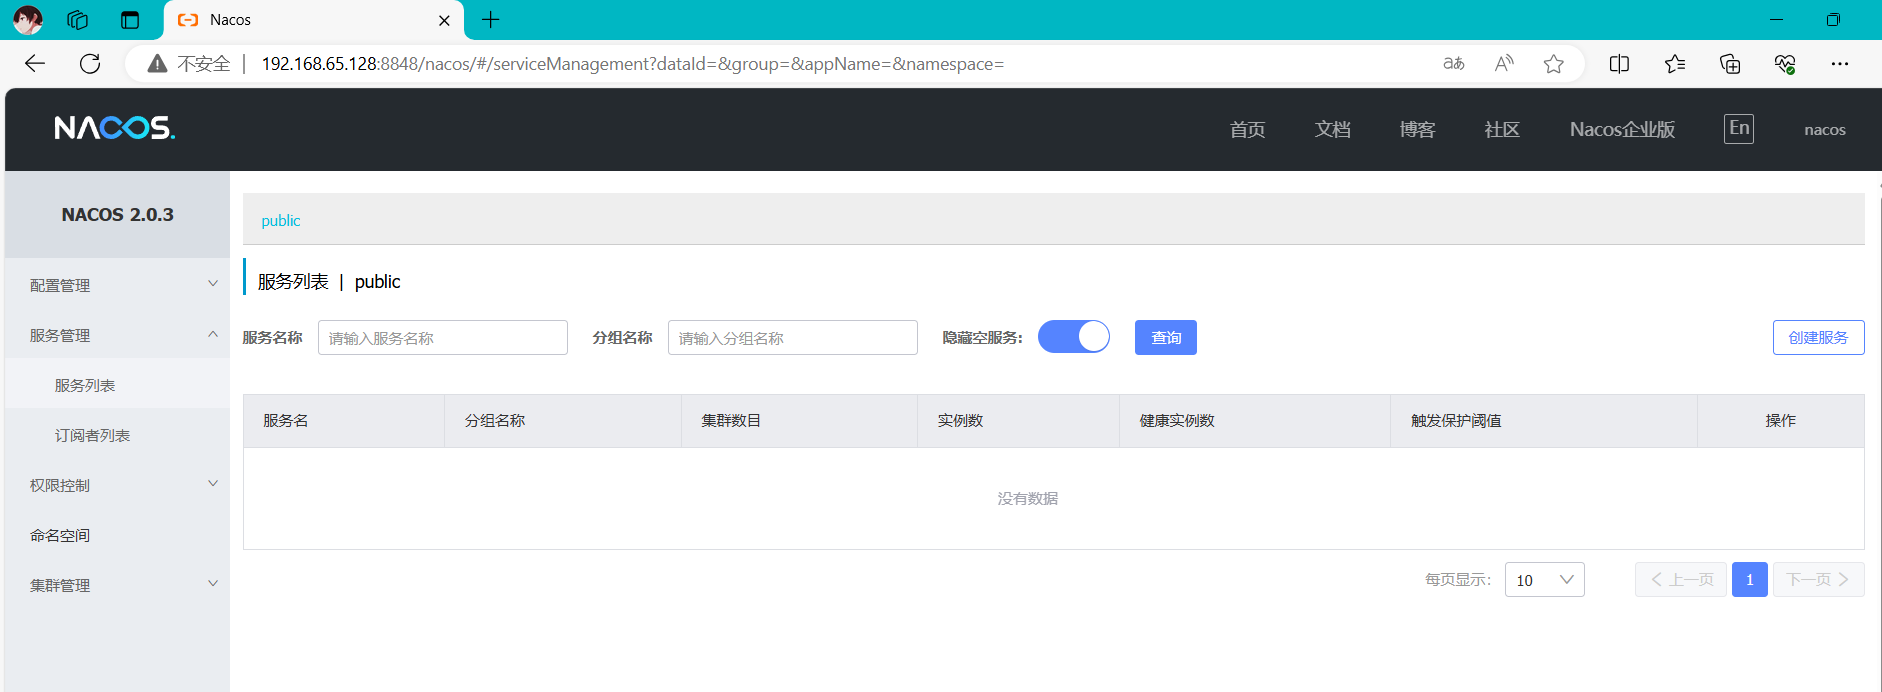 Nacos
不安全 192.168.65.128:8848/nacos/#/serviceManagement?dataId=&group=&appName=&namespace=
NACOS.
首页 文档 博客 社区 Nacos企业版 En nacos
NACOS 2.0.3
配置管理
服务管理
服务列表
订阅者列表
权限控制
命名空间
集群管理
public
服务列表 | public
服务名称 请输入服务名称 分组名称 请输入分组名称 隐藏空服务: 查询 创建服务
服务名 分组名称 集群数目 实例数 健康实例数 触发保护阈值 操作
没有数据
每页显示: 10 上一页 1 下一页